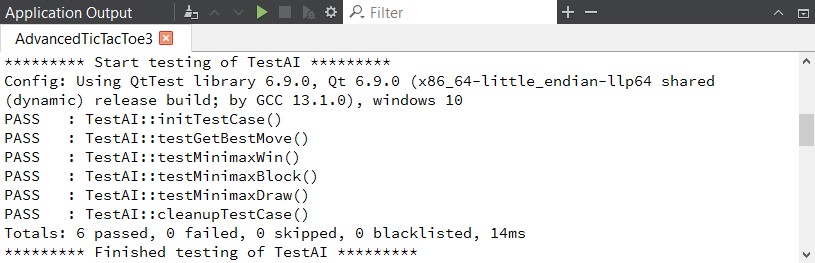 Application Output
Filter
AdvancedTicTacToe3
********* Start testing of TestAI *********
Config: Using QtTest library 6.9.0, Qt 6.9.0 (x86_64-little_endian-llp64 shared
(dynamic) release build; by GCC 13.1.0), windows 10
PASS   : TestAI::initTestCase()
PASS   : TestAI::testGetBestMove()
PASS   : TestAI::testMinimaxWin()
PASS   : TestAI::testMinimaxBlock()
PASS   : TestAI::testMinimaxDraw()
PASS   : TestAI::cleanupTestCase()
Totals: 6 passed, 0 failed, 0 skipped, 0 blacklisted, 14ms
********* Finished testing of TestAI *********